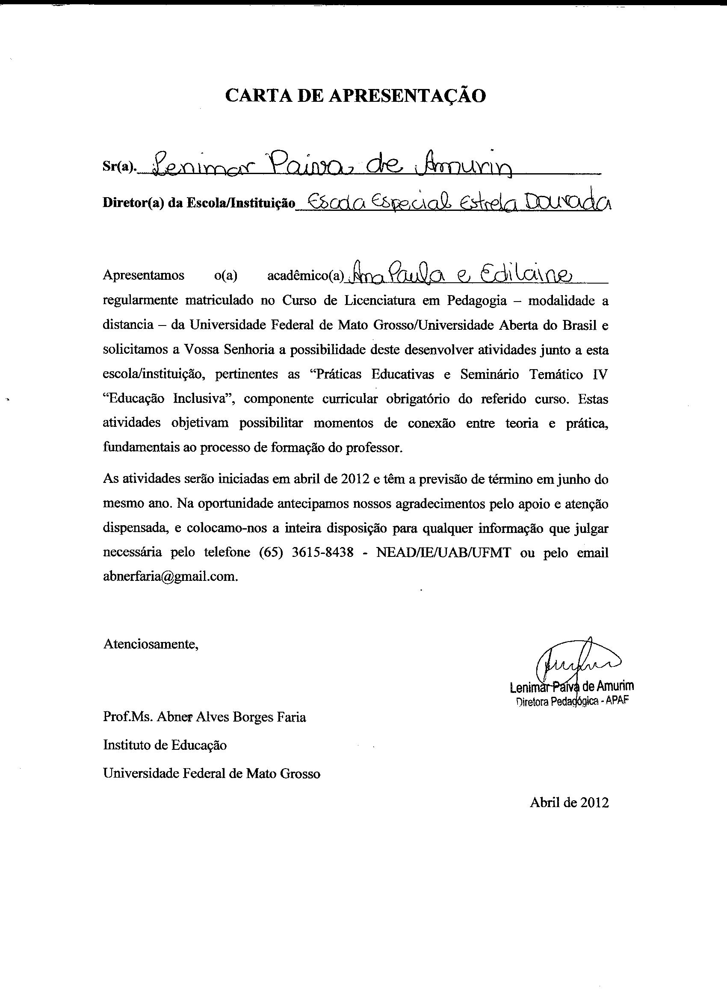 CARTA DE APRESENTAÇÃO
Sr(a). Lenimar Paiva de Amurin
Diretor(a) da Escola/Instituição Escola Especial Estrela Dourada
Apresentamos o(a) acadêmico(a) Ana Paula e Edilaine
regularmente matriculado no Curso de Licenciatura em Pedagogia – modalidade a
distancia – da Universidade Federal de Mato Grosso/Universidade Aberta do Brasil e
solicitamos a Vossa Senhoria a possibilidade deste desenvolver atividades junto a esta
escola/instituição, pertinentes as “Práticas Educativas e Seminário Temático IV
“Educação Inclusiva”, componente curricular obrigatório do referido curso. Estas
atividades objetivam possibilitar momentos de conexão entre teoria e prática,
fundamentais ao processo de formação do professor.
As atividades serão iniciadas em abril de 2012 e têm a previsão de término em junho do
mesmo ano. Na oportunidade antecipamos nossos agradecimentos pelo apoio e atenção
dispensada, e colocamo-nos a inteira disposição para qualquer informação que julgar
necessária pelo telefone (65) 3615-8438 - NEAD/IE/UAB/UFMT ou pelo email
abnerfaria@gmail.com.
Atenciosamente,
Lenimar Paiva de Amurim
Diretora Pedagógica - APAF
Prof.Ms. Abner Alves Borges Faria
Instituto de Educação
Universidade Federal de Mato Grosso
Abril de 2012